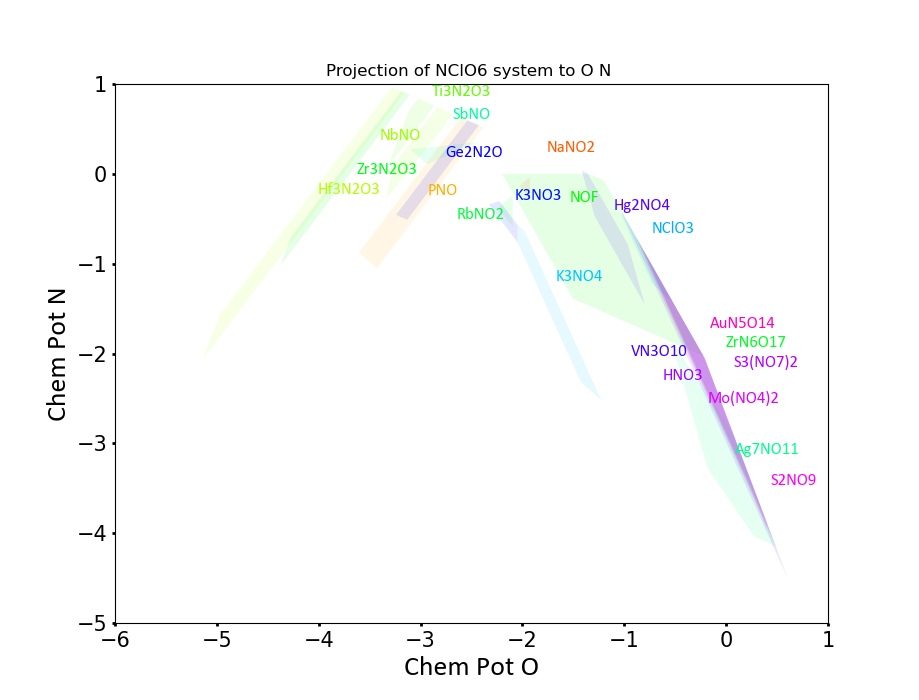 Projection of NClO6 system to O N
Chem Pot N
1
0
−1
−2
−3
−4
−5
Ti3N2O3
SbNO
NbNO
NaNO2
Ge2N2O
Zr3N2O3
Hf3N2O3
PNO
K3NO3
NOF
RbNO2
Hg2NO4
NClO3
K3NO4
AuN5O14
ZrN6O17
VN3O10
S3(NO7)2
HNO3
Mo(NO4)2
Ag7NO11
S2NO9
−6
−5
−4
−3
−2
−1
0
1
Chem Pot O